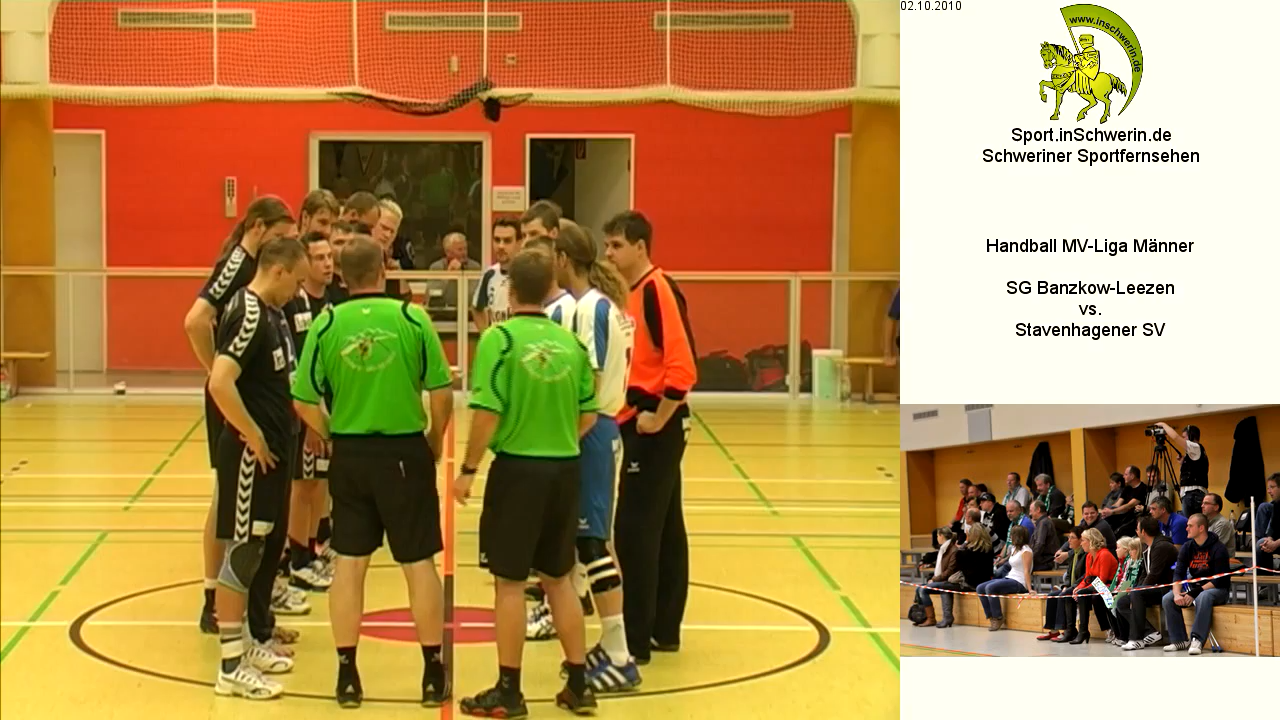 02.10.2010
www.inschwerin.de
Sport.inSchwerin.de
Schweriner Sportfernsehen
Handball MV-Liga Männer
SG Banzkow-Leezen
vs.
Stavenhagener SV